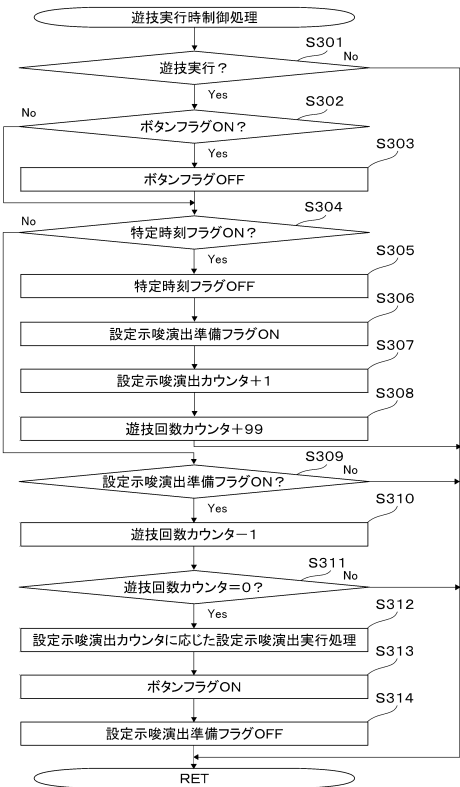 遊技実行時制御処理
S301
遊技実行？
No
Yes
S302
No
ボタンフラグON？
Yes
S303
ボタンフラグOFF
S304
No
特定時刻フラグON？
Yes
S305
特定時刻フラグOFF
S306
設定示唆演出準備フラグON
S307
設定示唆演出カウンタ＋1
S308
遊技回数カウンタ＋99
S309
No
設定示唆演出準備フラグON？
Yes
S310
遊技回数カウンタ－1
S311
No
遊技回数カウンタ＝0？
Yes
S312
設定示唆演出カウンタに応じた設定示唆演出実行処理
S313
ボタンフラグON
S314
設定示唆演出準備フラグOFF
RET